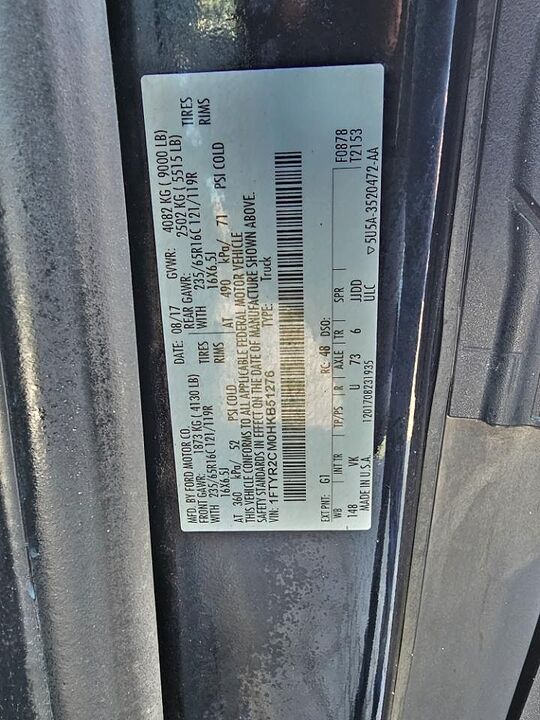 MFD. BY FORD MOTOR CO.
DATE: 08/17 GVWR: 4082 KG ( 9000 LB)
FRONT GAWR: 1873 KG ( 4130 LB) REAR GAWR: 2502 KG ( 5515 LB)
WITH 235/65R16C 121/119R TIRES WITH 235/65R16C 121/119R TIRES
16X6.5J RIMS 16X6.5J RIMS
AT 360 kPa/ 52 PSI COLD AT 490 kPa/ 71 PSI COLD
THIS VEHICLE CONFORMS TO ALL APPLICABLE FEDERAL MOTOR VEHICLE
SAFETY STANDARDS IN EFFECT ON THE DATE OF MANUFACTURE SHOWN ABOVE.
VIN: 1FTYR2CM0HKB51276 TYPE: Truck
F0878
T2153
EXT PNT: G1 RC: 48 DSO:
WB INT TR TP/PS R AXLE TR SPR
148 VK U 73 6 JJDD
ULC
MADE IN U.S.A. 1201708231935 ▽5U5A-3520472-AA